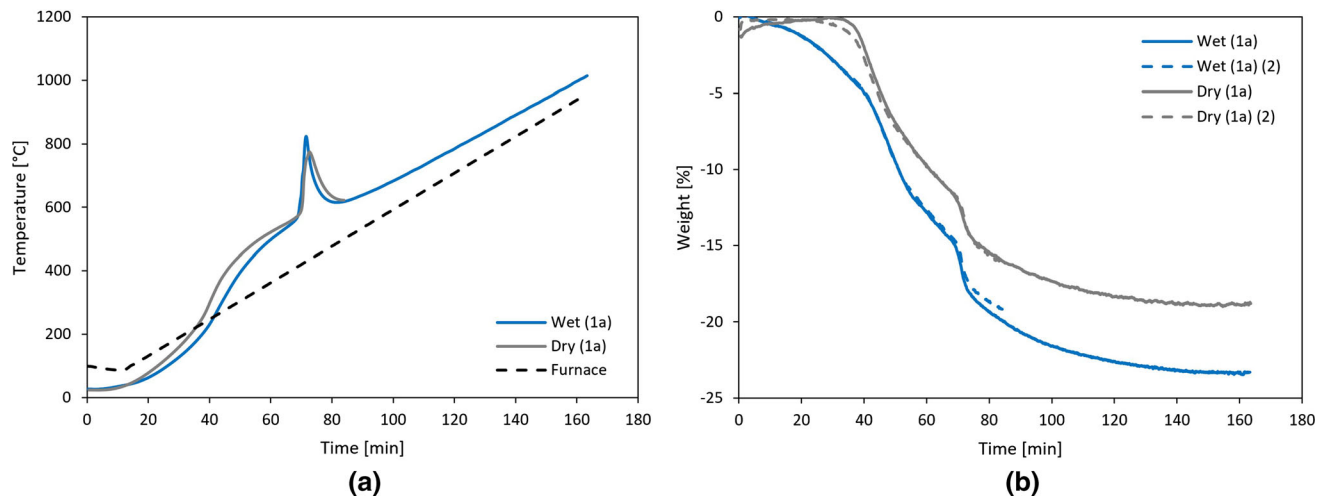 1200
1000
800
600
400
200
0
0 20 40 60 80 100 120 140 160 180
Temperature [°C]
Time [min]
Wet (1a)
Dry (1a)
Furnace
(a)
0
-5
-10
-15
-20
-25
0 20 40 60 80 100 120 140 160 180
Weight [%]
Time [min]
Wet (1a)
Wet (1a) (2)
Dry (1a)
Dry (1a) (2)
(b)